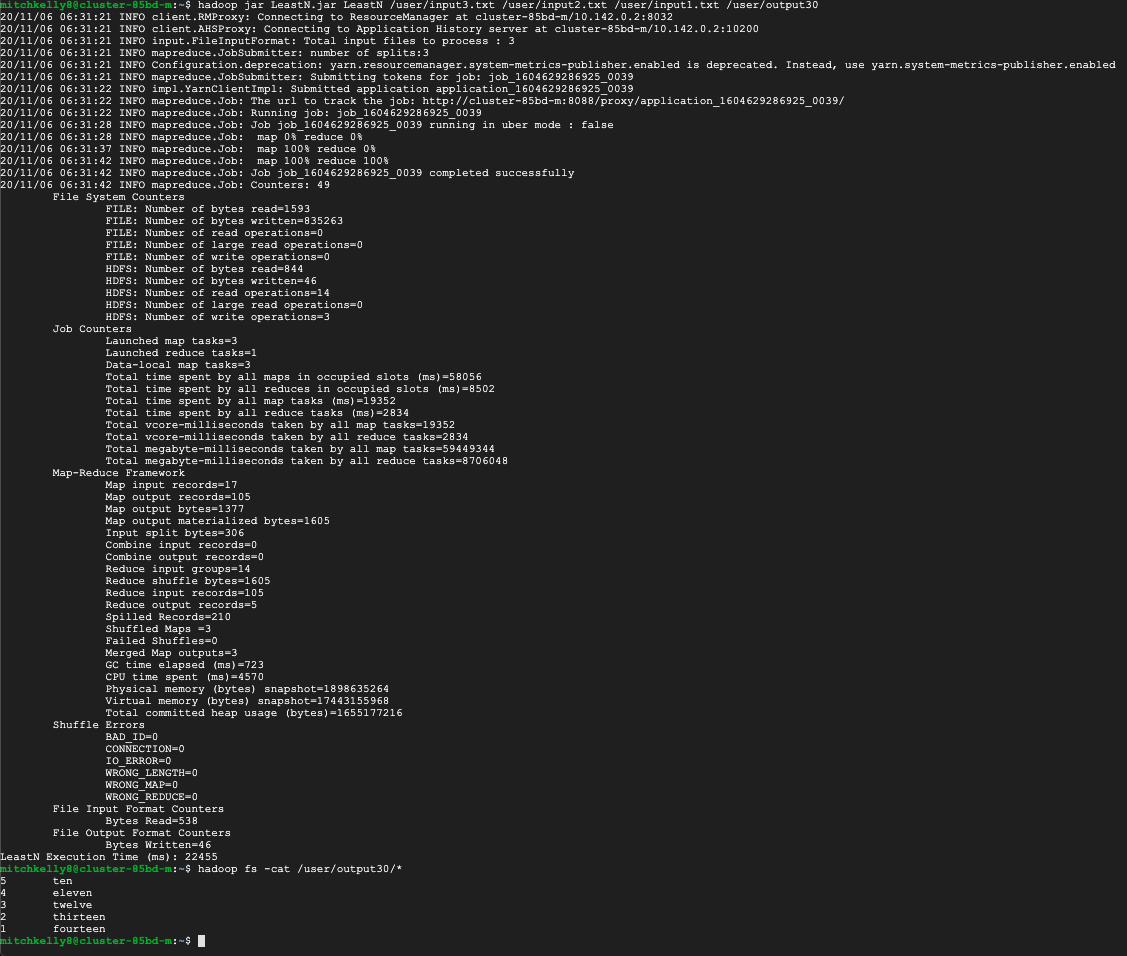 mitchkelly8@cluster-85bd-m:~$ hadoop jar LeastN.jar LeastN /user/input3.txt /user/input2.txt /user/input1.txt /user/output30
20/11/06 06:31:21 INFO client.RMProxy: Connecting to ResourceManager at cluster-85bd-m/10.142.0.2:8032
20/11/06 06:31:21 INFO client.AHSProxy: Connecting to Application History server at cluster-85bd-m/10.142.0.2:10200
20/11/06 06:31:21 INFO input.FileInputFormat: Total input files to process : 3
20/11/06 06:31:21 INFO mapreduce.JobSubmitter: number of splits:3
20/11/06 06:31:21 INFO Configuration.deprecation: yarn.resourcemanager.system-metrics-publisher.enabled is deprecated. Instead, use yarn.system-metrics-publisher.enabled
20/11/06 06:31:21 INFO mapreduce.JobSubmitter: Submitting tokens for job: job_1604629286925_0039
20/11/06 06:31:22 INFO impl.YarnClientImpl: Submitted application application_1604629286925_0039
20/11/06 06:31:22 INFO mapreduce.Job: The url to track the job: http://cluster-85bd-m:8088/proxy/application_1604629286925_0039/
20/11/06 06:31:22 INFO mapreduce.Job: Running job: job_1604629286925_0039
20/11/06 06:31:28 INFO mapreduce.Job: Job job_1604629286925_0039 running in uber mode : false
20/11/06 06:31:28 INFO mapreduce.Job:  map 0% reduce 0%
20/11/06 06:31:37 INFO mapreduce.Job:  map 100% reduce 0%
20/11/06 06:31:42 INFO mapreduce.Job:  map 100% reduce 100%
20/11/06 06:31:42 INFO mapreduce.Job: Job job_1604629286925_0039 completed successfully
20/11/06 06:31:42 INFO mapreduce.Job: Counters: 49
File System Counters
FILE: Number of bytes read=1593
FILE: Number of bytes written=835263
FILE: Number of read operations=0
FILE: Number of large read operations=0
FILE: Number of write operations=0
HDFS: Number of bytes read=844
HDFS: Number of bytes written=46
HDFS: Number of read operations=14
HDFS: Number of large read operations=0
HDFS: Number of write operations=3
Job Counters
Launched map tasks=3
Launched reduce tasks=1
Data-local map tasks=3
Total time spent by all maps in occupied slots (ms)=58056
Total time spent by all reduces in occupied slots (ms)=8502
Total time spent by all map tasks (ms)=19352
Total time spent by all reduce tasks (ms)=2834
Total vcore-milliseconds taken by all map tasks=19352
Total vcore-milliseconds taken by all reduce tasks=2834
Total megabyte-milliseconds taken by all map tasks=59449344
Total megabyte-milliseconds taken by all reduce tasks=8706048
Map-Reduce Framework
Map input records=17
Map output records=105
Map output bytes=1377
Map output materialized bytes=1605
Input split bytes=306
Combine input records=0
Combine output records=0
Reduce input groups=14
Reduce shuffle bytes=1605
Reduce input records=105
Reduce output records=5
Spilled Records=210
Shuffled Maps =3
Failed Shuffles=0
Merged Map outputs=3
GC time elapsed (ms)=723
CPU time spent (ms)=4570
Physical memory (bytes) snapshot=1898635264
Virtual memory (bytes) snapshot=17443155968
Total committed heap usage (bytes)=1655177216
Shuffle Errors
BAD_ID=0
CONNECTION=0
IO_ERROR=0
WRONG_LENGTH=0
WRONG_MAP=0
WRONG_REDUCE=0
File Input Format Counters
Bytes Read=538
File Output Format Counters
Bytes Written=46
LeastN Execution Time (ms): 22455
mitchkelly8@cluster-85bd-m:~$ hadoop fs -cat /user/output30/*
5 ten
4 eleven
3 twelve
2 thirteen
1 fourteen
mitchkelly8@cluster-85bd-m:~$